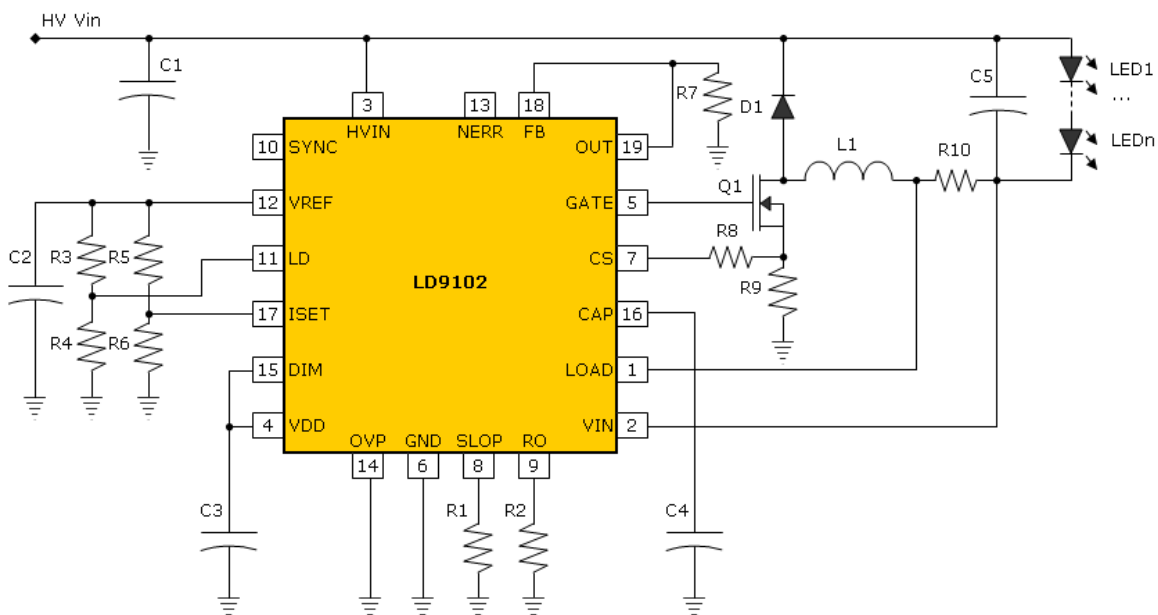 HV Vin
C1
R7
D1
C5
LED1
...
LEDn
3
13
18
HVIN
NERR
FB
10
SYNC
OUT
19
L1
R10
Q1
12
VREF
GATE
5
C2
R3
R5
R8
11
LD
CS
7
LD9102
R9
17
ISET
CAP
16
R4
R6
15
DIM
LOAD
1
4
VDD
VIN
2
OVP
GND
SLOP
RO
14
6
8
9
C3
R1
R2
C4